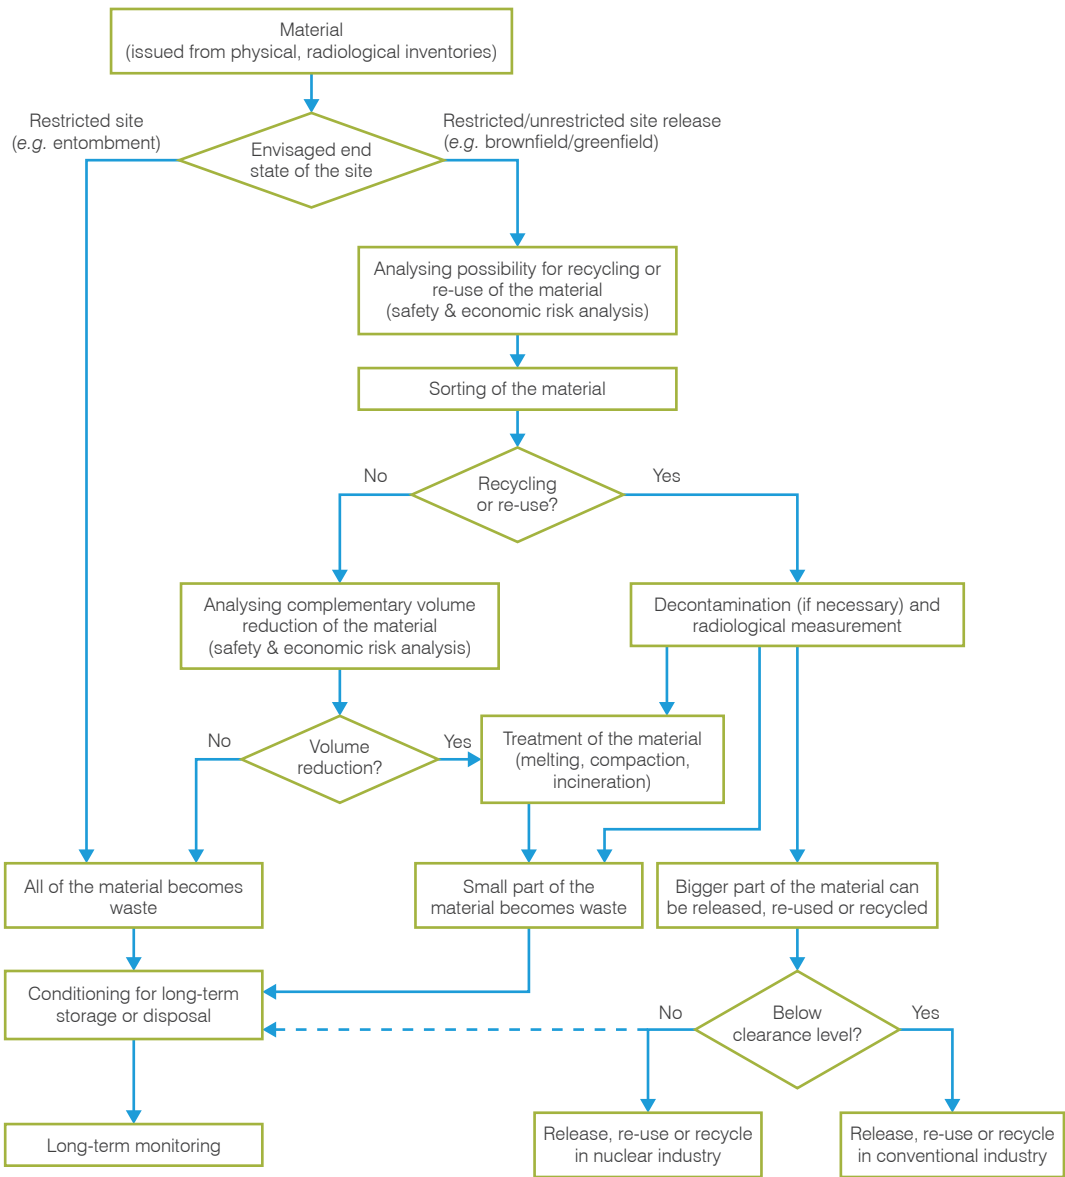 Material
(issued from physical, radiological inventories)
Restricted site
(e.g. entombment)
Restricted/unrestricted site release
(e.g. brownfield/greenfield)
Envisaged end
state of the site
Analysing possibility for recycling or
re-use of the material
(safety & economic risk analysis)
Sorting of the material
No
Recycling
or re-use?
Yes
Analysing complementary volume
reduction of the material
(safety & economic risk analysis)
Decontamination (if necessary) and
radiological measurement
No
Volume
reduction?
Yes
Treatment of the material
(melting, compaction,
incineration)
All of the material becomes
waste
Small part of the
material becomes waste
Bigger part of the material can
be released, re-used or recycled
Conditioning for long-term
storage or disposal
No
Below
clearance level?
Yes
Long-term monitoring
Release, re-use or recycle
in nuclear industry
Release, re-use or recycle
in conventional industry